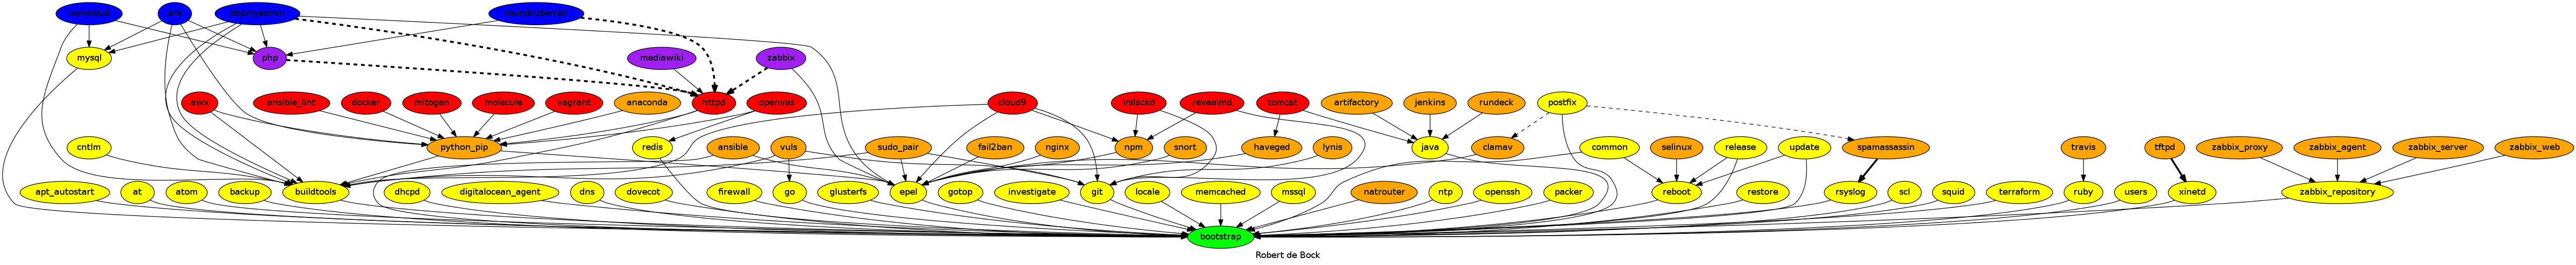 owncloud ara phpmyadmin roundcubemail
mysql php mediawiki zabbix
awx ansible_lint docker mitogen molecule vagrant anaconda httpd openvas cloud9 irslackd revealmd tomcat artifactory jenkins rundeck postfix
cntlm python_pip redis ansible vuls sudo_pair fail2ban nginx npm snort haveged lynis java clamav common selinux release update spamassassin travis tftpd zabbix_proxy zabbix_agent zabbix_server zabbix_web
apt_autostart at atom backup buildtools dhcpd digitalocean_agent dns dovecot firewall go glusterfs epel gotop investigate git locale memcached mssql natrouter ntp openssh packer reboot restore rsyslog scl squid terraform ruby users xinetd zabbix_repository
bootstrap
Robert de Bock